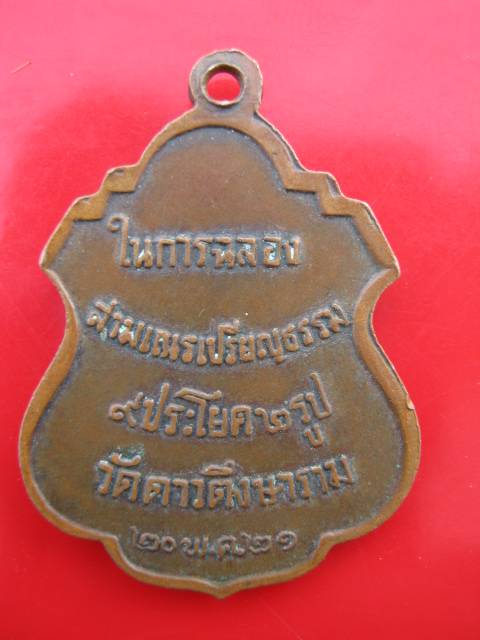 ในการฉลอง
สามเณรเปรียญธรรม
๙ ประโยค ๒ รูป
วัดดาวดึงษาราม
๒๐ พ.ค. ๒๑